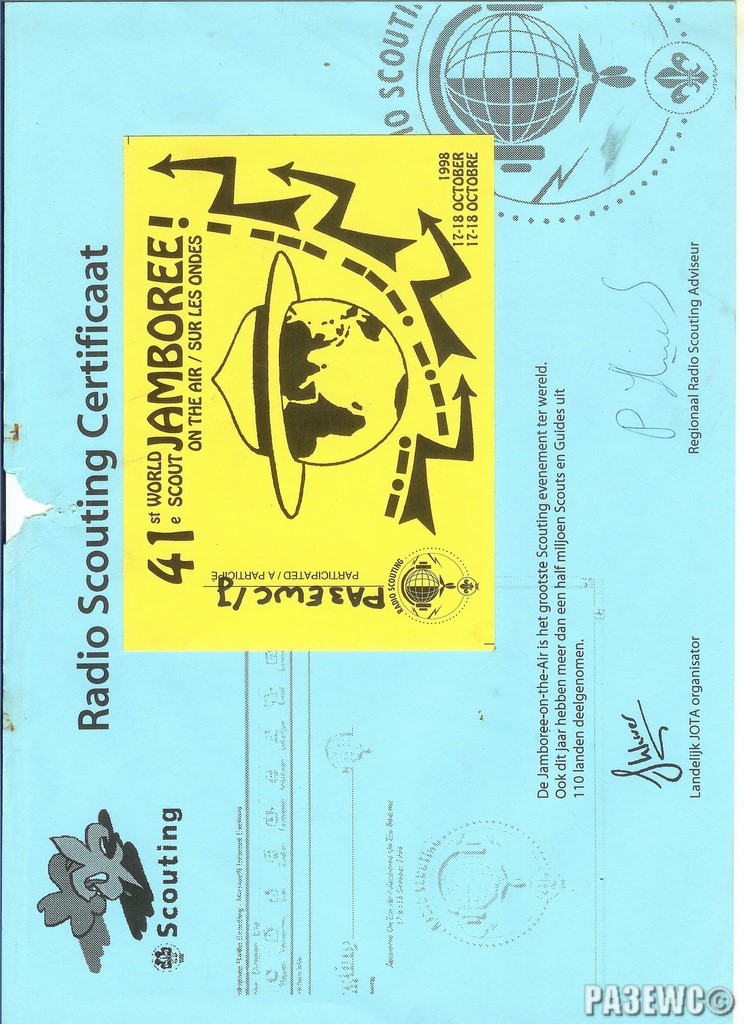 Radio Scouting Certificaat
Scouting
41st WORLD
e SCOUT
JAMBOREE!
ON THE AIR / SUR LES ONDES
1998
17-18 OCTOBER
17-18 OCTOBRE
PARTICIPATED / A PARTICIPÉ
PA3EWC/J
RADIO SCOUTING
De Jamboree-on-the-Air is het grootste Scouting evenement ter wereld.
Ook dit jaar hebben meer dan een half miljoen Scouts en Guides uit
110 landen deelgenomen.
Landelijk JOTA organisator
Regionaal Radio Scouting Adviseur
PA3EWC©